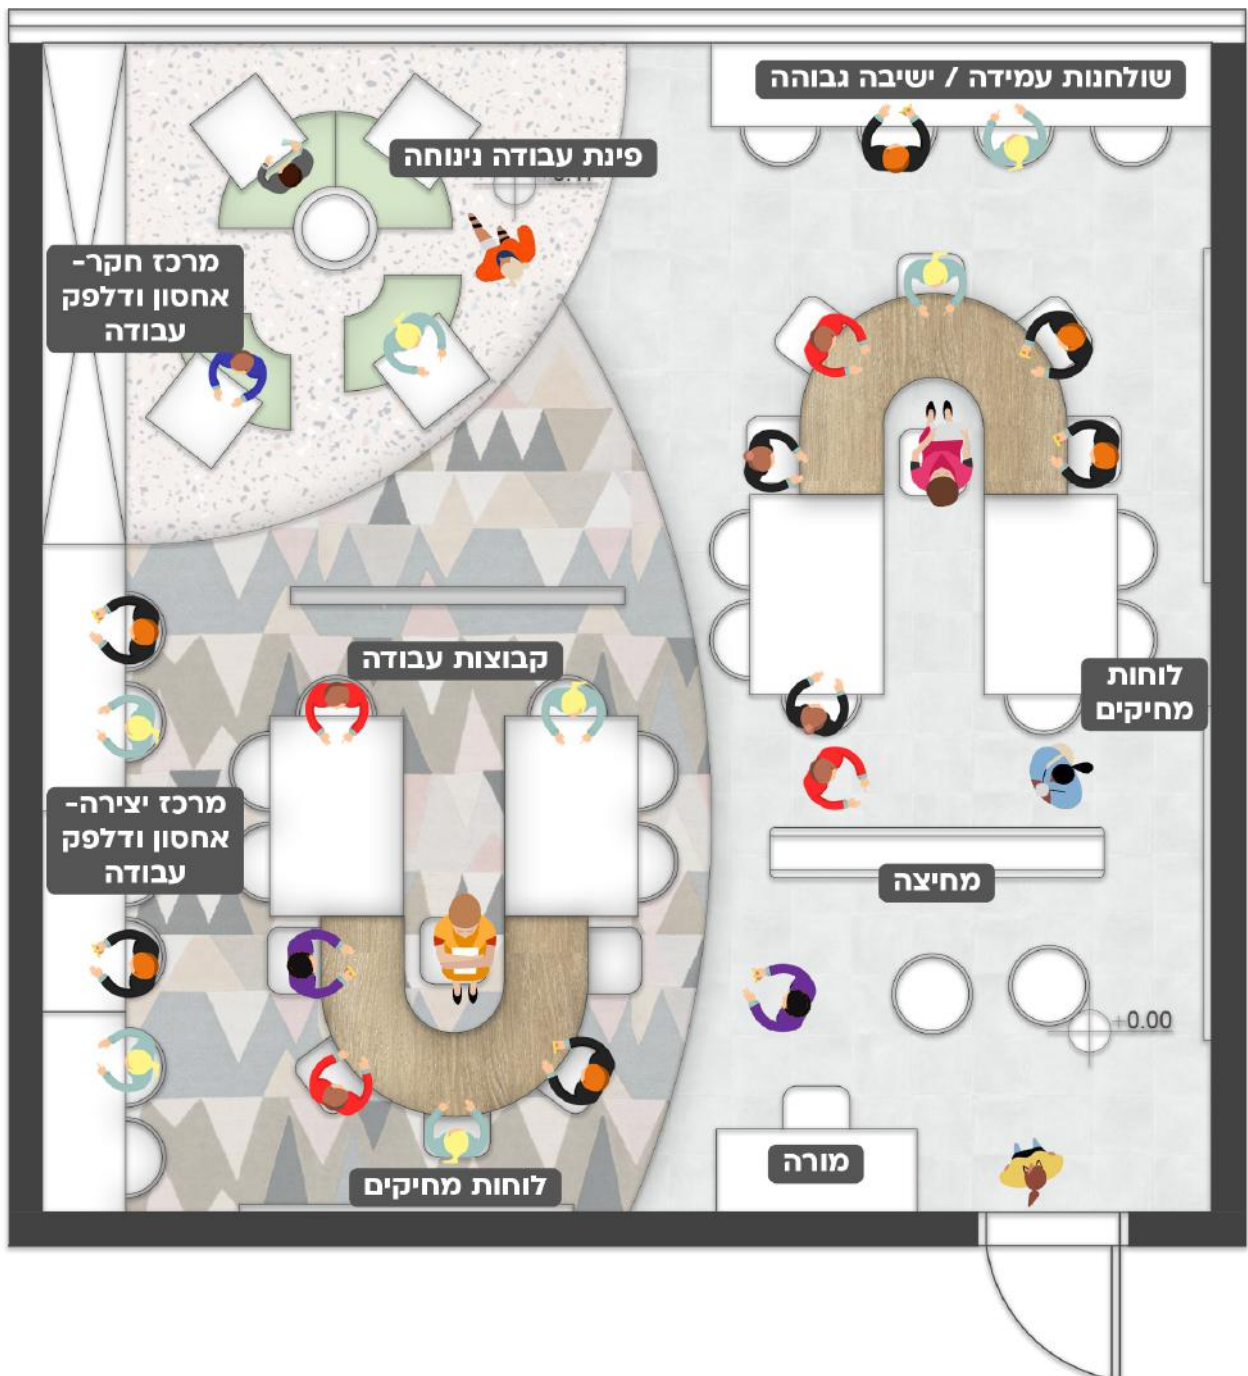 שולחנות עמידה / ישיבה גבוהה
פינת עבודה נינוחה
מרכז חקר-
אחסון ודלפק
עבודה
קבוצות עבודה
לוחות
מחיקים
מרכז יצירה-
אחסון ודלפק
עבודה
מחיצה
+0.00
מורה
לוחות מחיקים